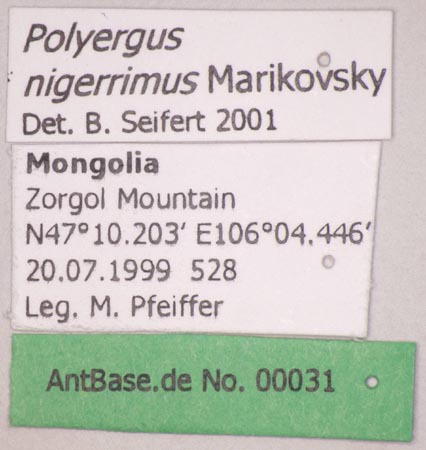 Polyergus
nigerrimus Marikovsky
Det. B. Seifert 2001
Mongolia
Zorgol Mountain
N47°10.203' E106°04.446'
20.07.1999 528
Leg. M. Pfeiffer
AntBase.de No. 00031